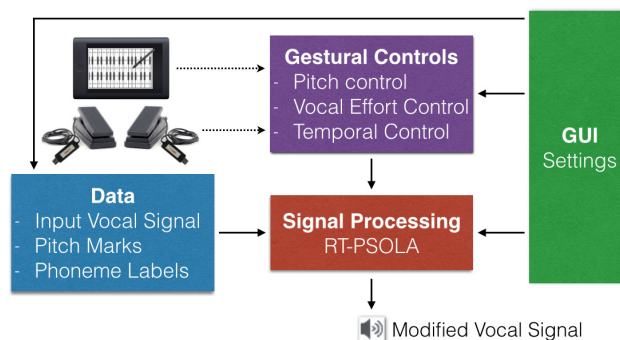 Gestural Controls
- Pitch control
- Vocal Effort Control
- Temporal Control
GUI
Settings
Data
- Input Vocal Signal
- Pitch Marks
- Phoneme Labels
Signal Processing
RT-PSOLA
Modified Vocal Signal